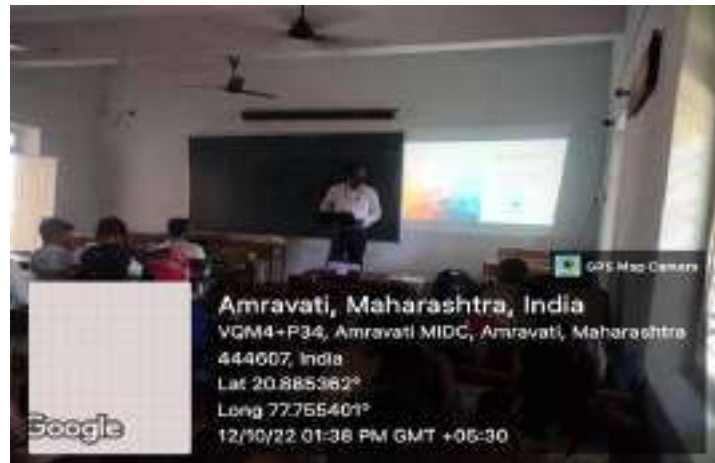 GPS Map Camera
Amravati, Maharashtra, India
VQM4+P34, Amravati MIDC, Amravati, Maharashtra
444607, India
Lat 20.885362°
Long 77.755401°
12/10/22 01:38 PM GMT +05:30
Google